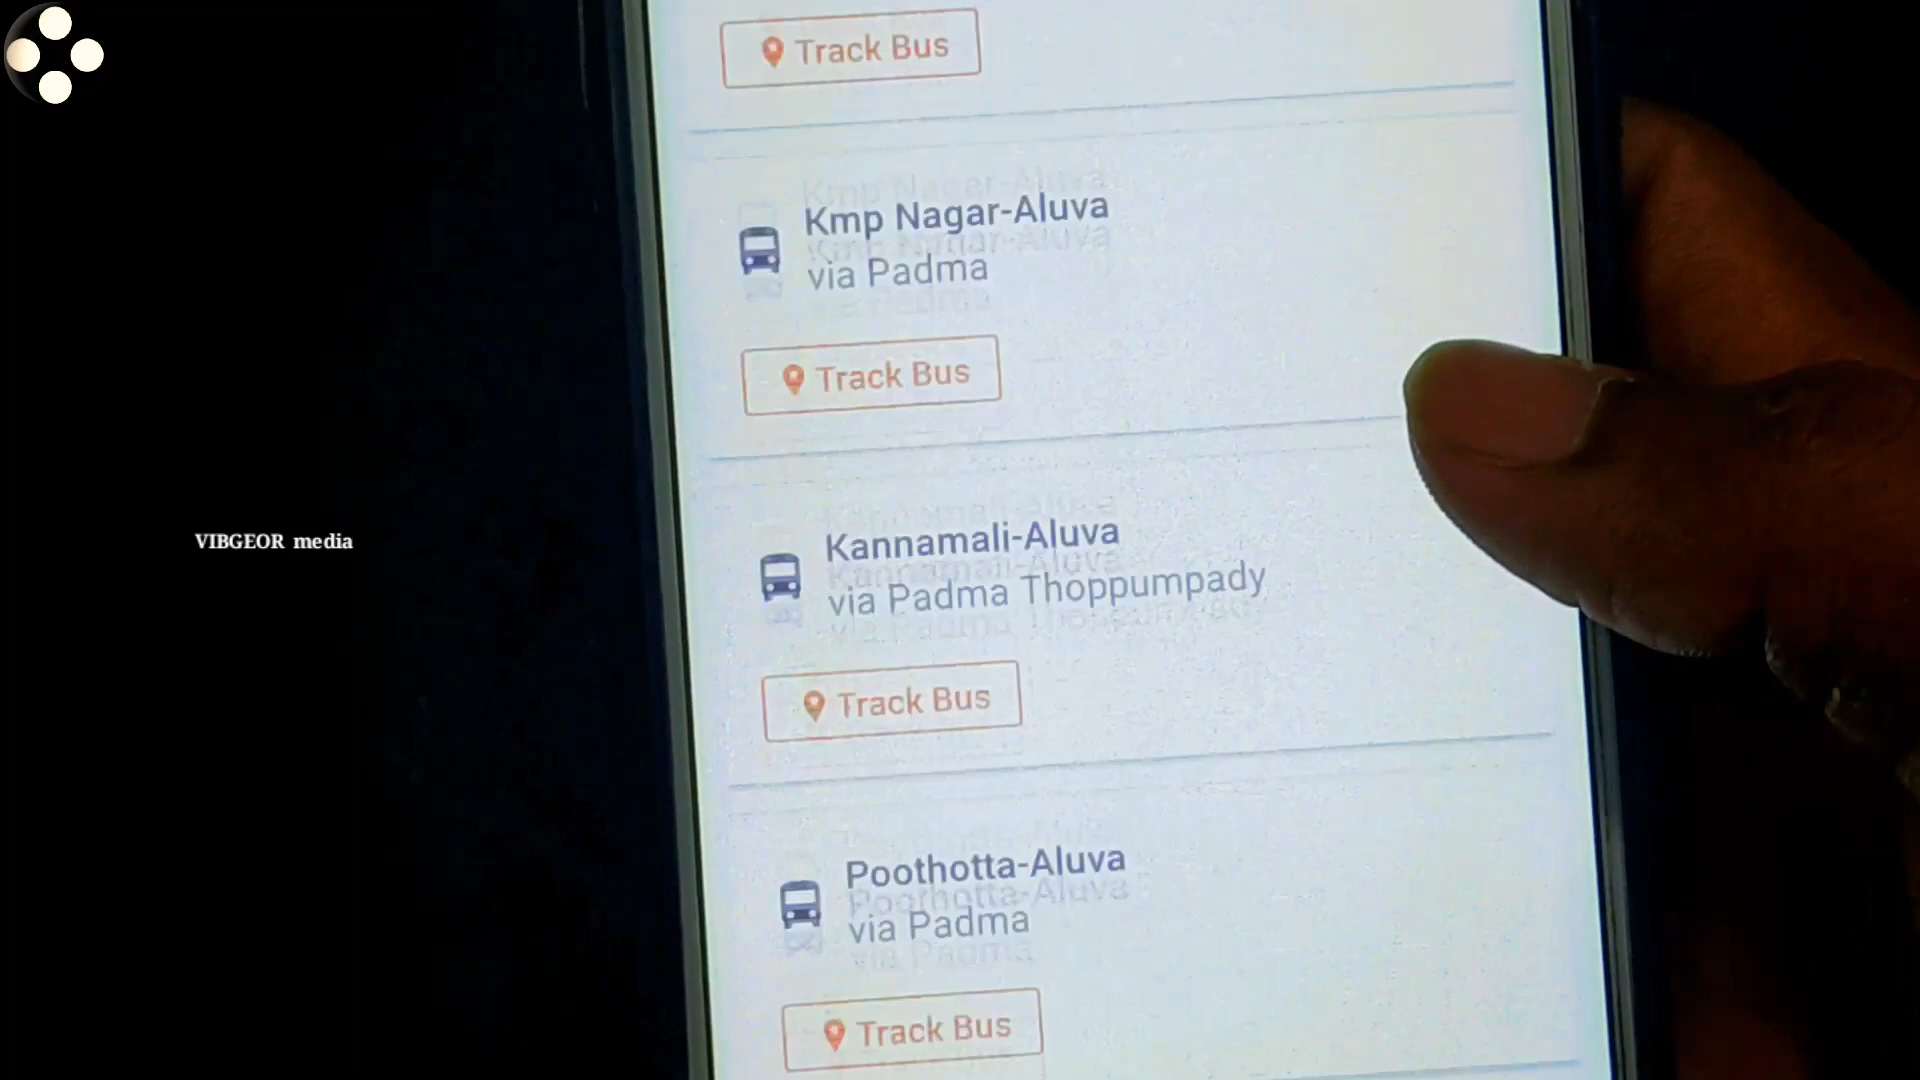 Track Bus
Kmp Nagar-Aluva
via Padma
Track Bus
Kannamali-Aluva
via Padma Thoppumpady
Track Bus
VIBGEOR media
Poothotta-Aluva
via Padma
Track Bus